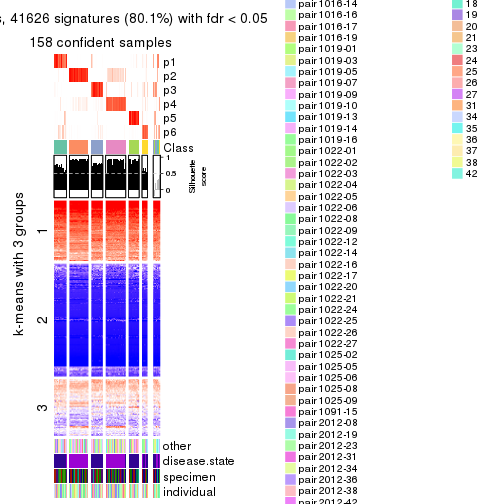 s, 41626 signatures (80.1%) with fdr < 0.05
158 confident samples
p1
p2
p3
p4
p5
p6
Class
1
0.5
0
Silhouette
score
k-means with 3 groups
1
2
3
other
disease.state
specimen
individual
pair1016-14
pair1016-16
pair1016-17
pair1016-19
pair1019-01
pair1019-03
pair1019-05
pair1019-07
pair1019-09
pair1019-10
pair1019-13
pair1019-14
pair1019-16
pair1022-01
pair1022-02
pair1022-03
pair1022-04
pair1022-05
pair1022-06
pair1022-08
pair1022-09
pair1022-12
pair1022-14
pair1022-16
pair1022-17
pair1022-20
pair1022-21
pair1022-24
pair1022-25
pair1022-26
pair1022-27
pair1025-02
pair1025-05
pair1025-06
pair1025-08
pair1025-09
pair1091-15
pair2012-08
pair2012-19
pair2012-23
pair2012-31
pair2012-34
pair2012-36
pair2012-38
pair2012-42
18
19
20
21
23
24
25
26
27
31
34
35
36
37
38
42